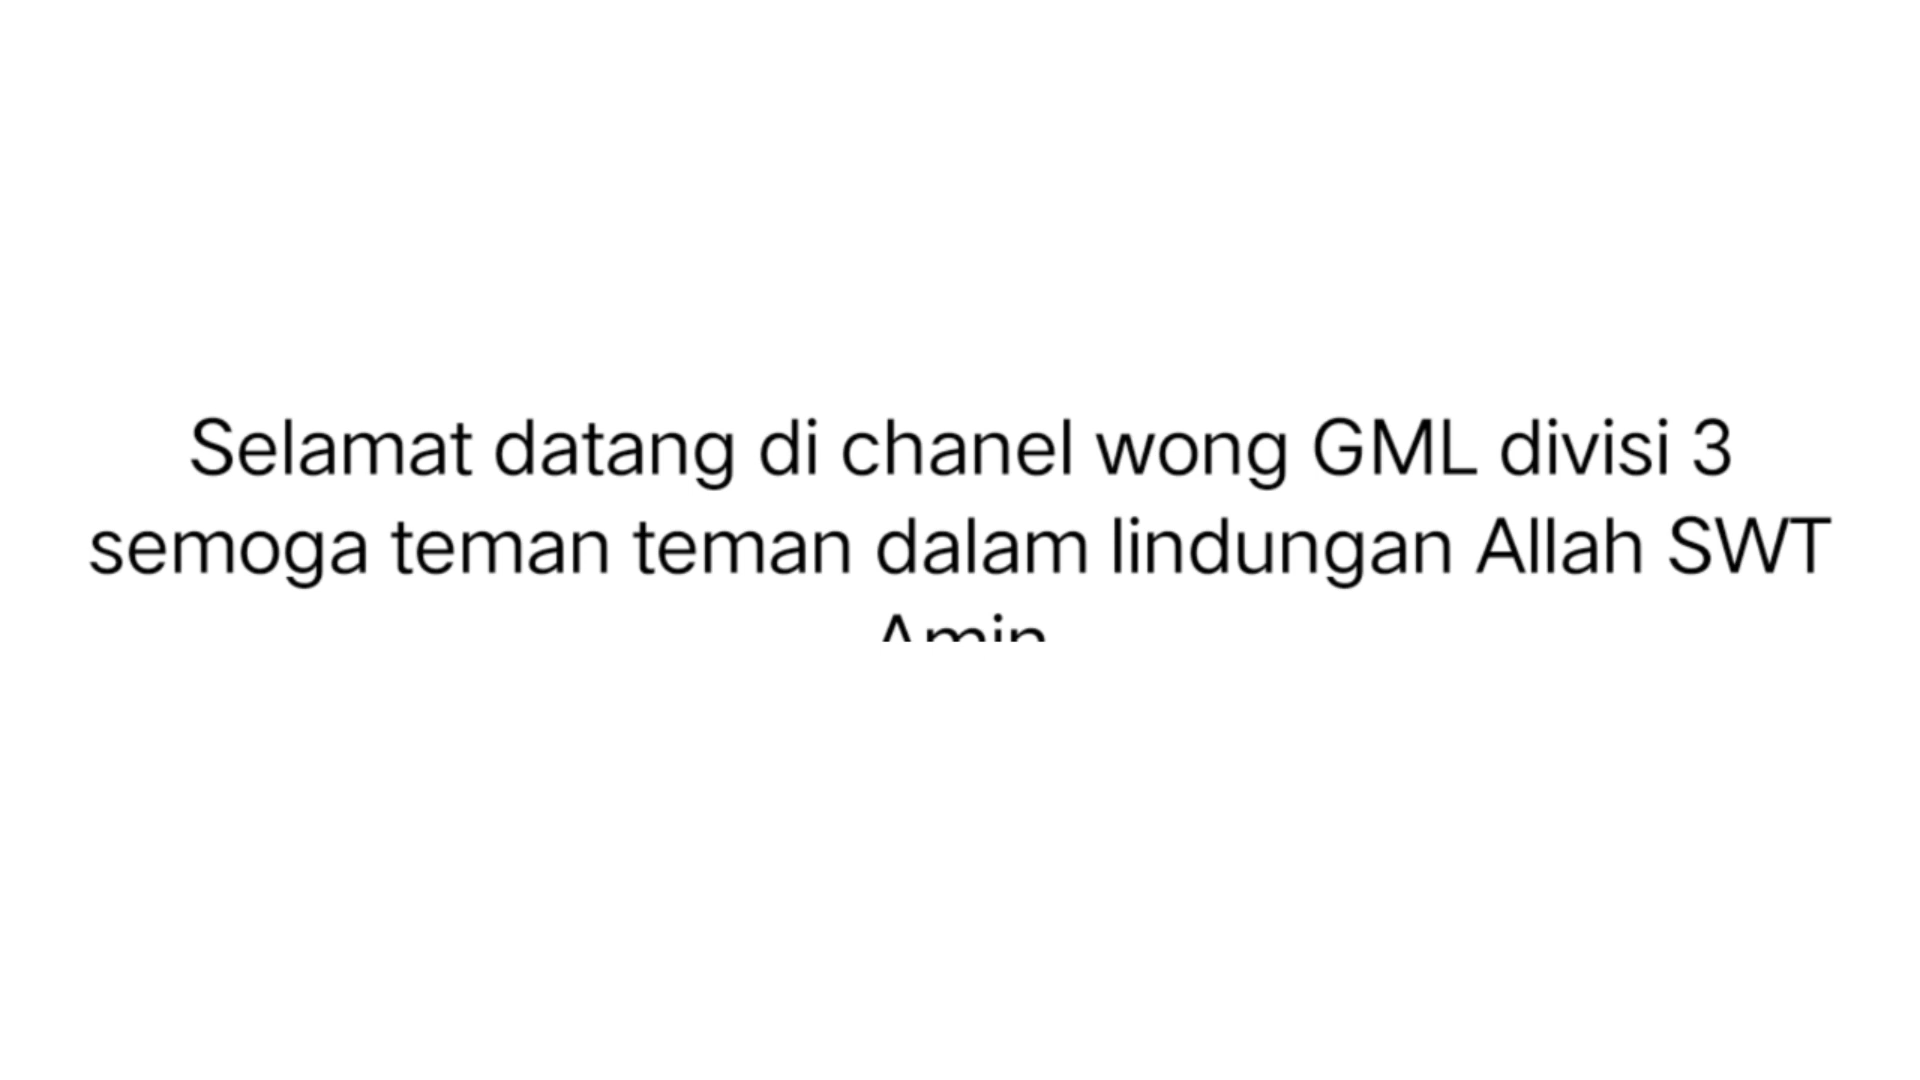 Selamat datang di chanel wong GML divisi 3
semoga teman teman dalam lindungan Allah SWT
Amin